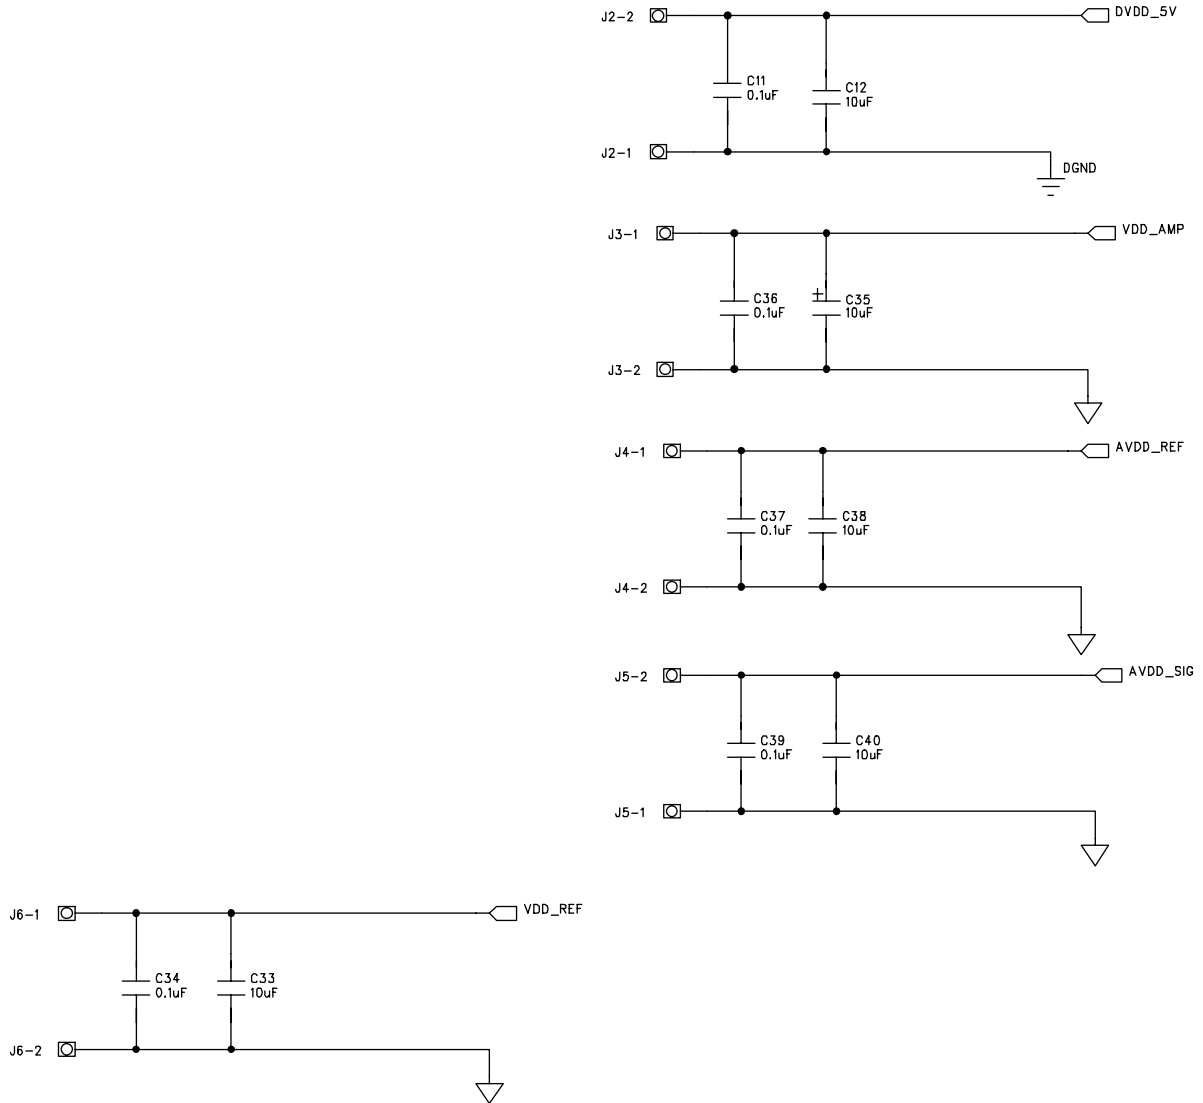 J2-2
DVDD_5V
C11
0.1uF
C12
10uF
J2-1
DGND
J3-1
VDD_AMP
C36
0.1uF
+
C35
10uF
J3-2
J4-1
AVDD_REF
C37
0.1uF
C38
10uF
J4-2
J5-2
AVDD_SIG
C39
0.1uF
C40
10uF
J5-1
J6-1
VDD_REF
C34
0.1uF
C33
10uF
J6-2